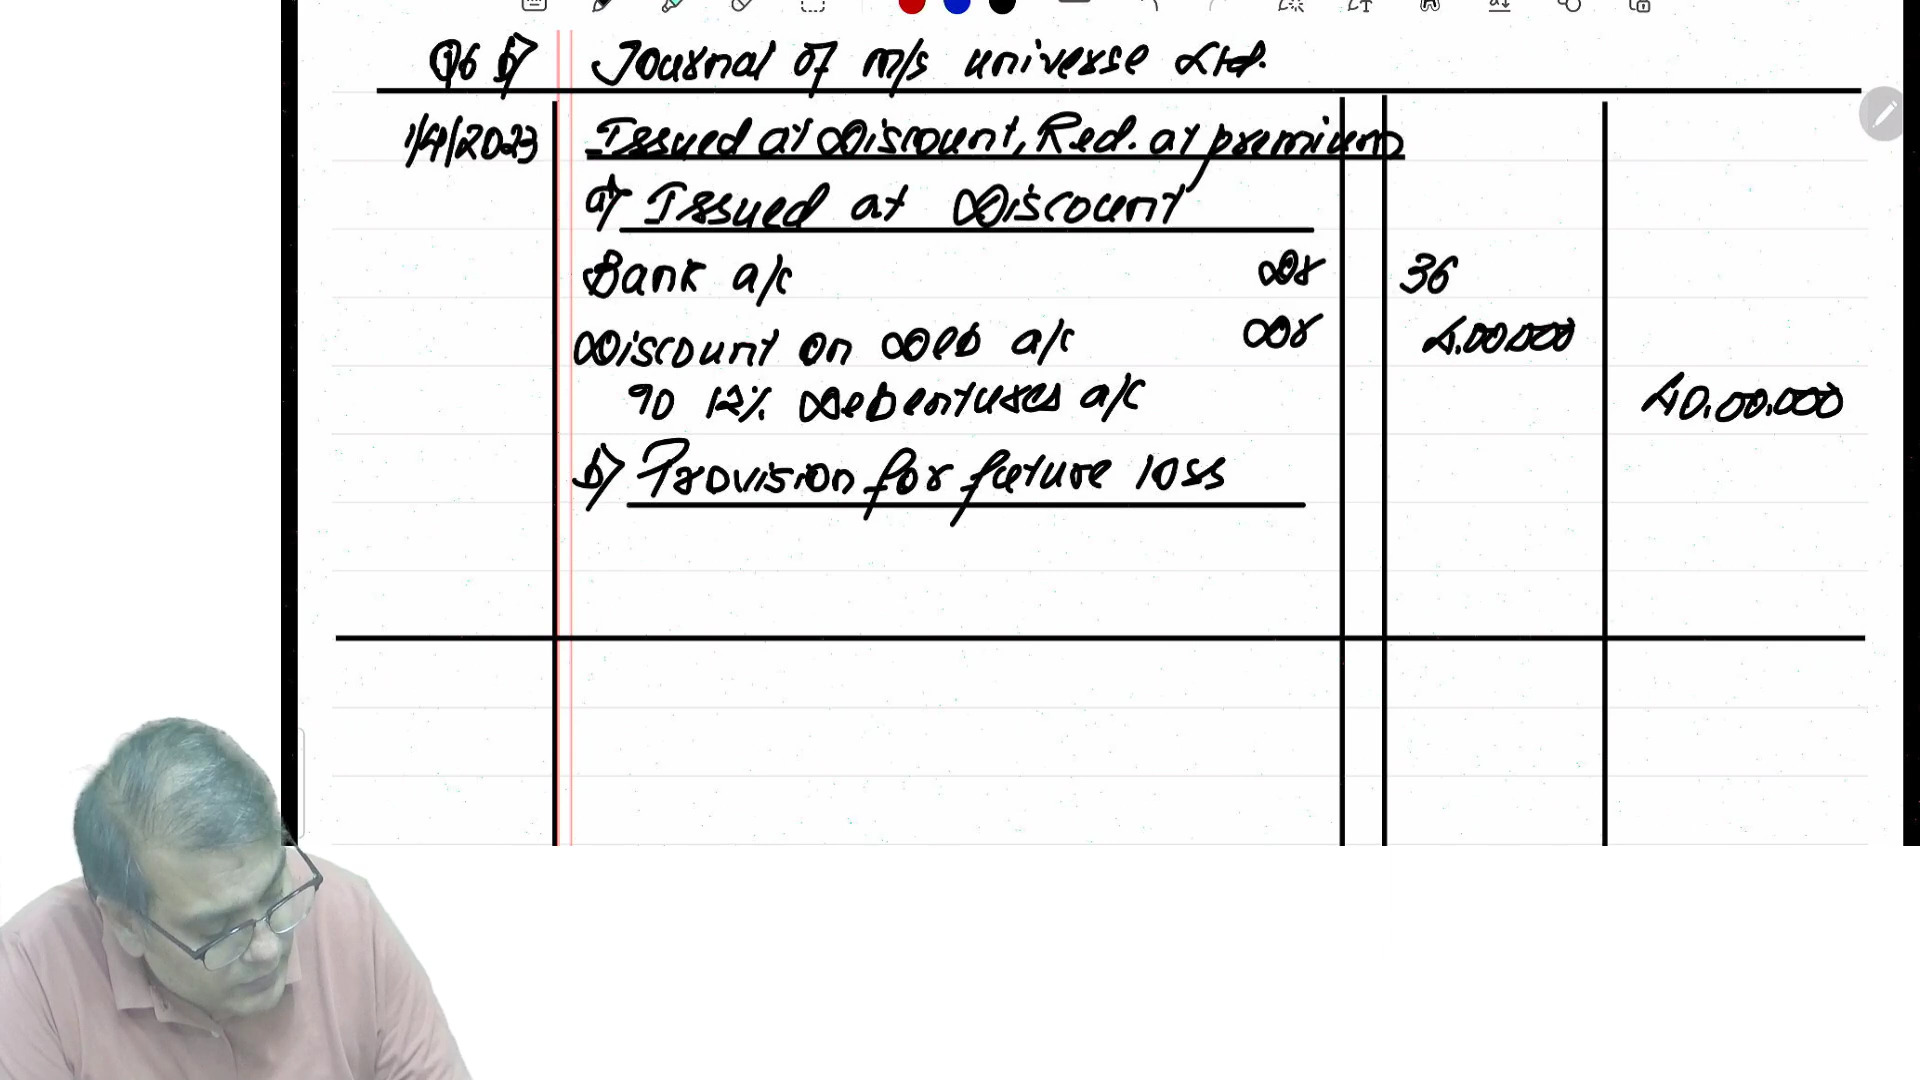 Q6 b) Journal of m/s universe Ltd.
1/4/2023 Issued at Discount, Red. at premium
a) Issued at Discount
Bank a/c Dr 36
Discount on Deb a/c Dr 4,00,000
To 12% Debentures a/c 40,00,000
b) Provision for future loss